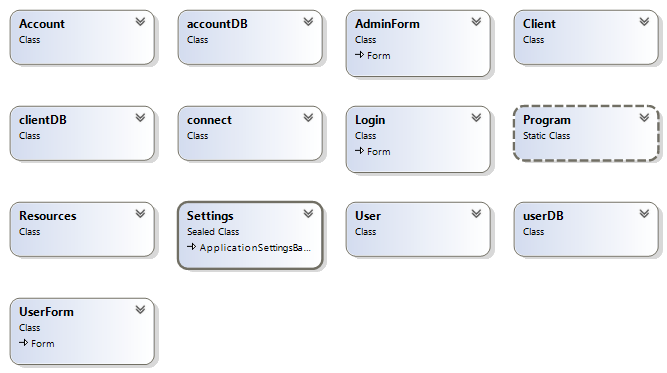 Account
Class
accountDB
Class
AdminForm
Class
Form
Client
Class
clientDB
Class
connect
Class
Login
Class
Form
Program
Static Class
Resources
Class
Settings
Sealed Class
ApplicationSettingsBa...
User
Class
userDB
Class
UserForm
Class
Form